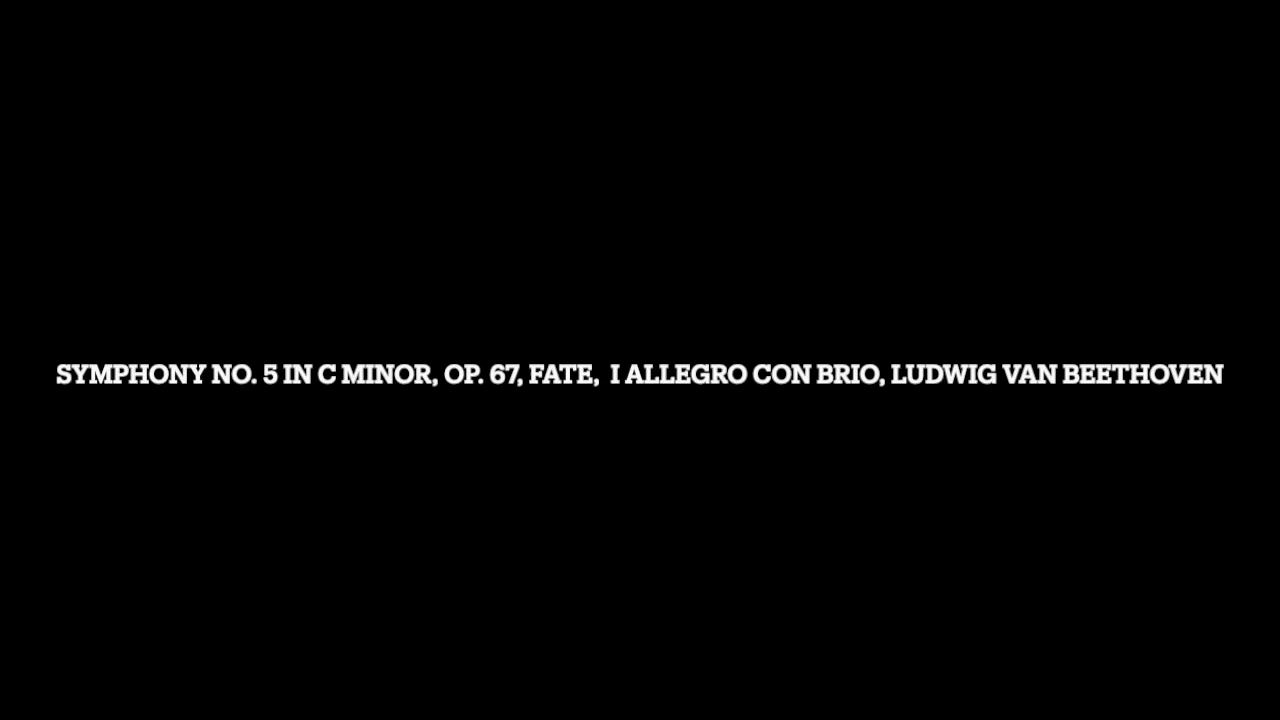 SYMPHONY NO. 5 IN C MINOR, OP. 67, FATE,  I ALLEGRO CON BRIO, LUDWIG VAN BEETHOVEN